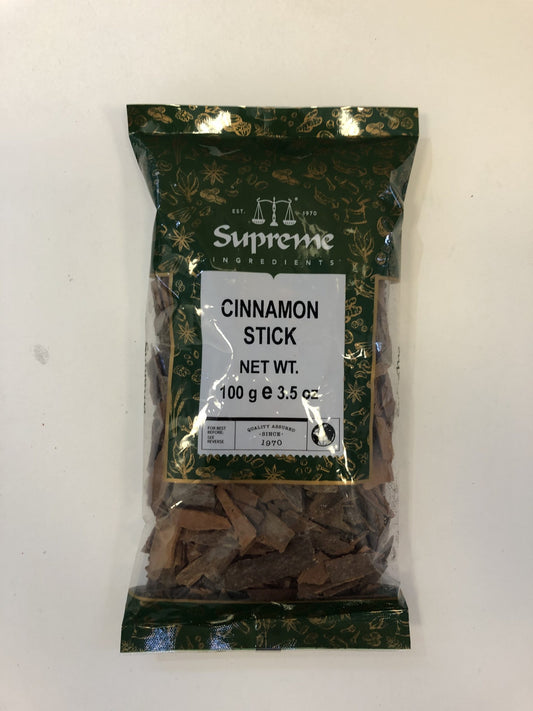 EST. 1970
Supreme
INGREDIENTS
CINNAMON
STICK
NET WT.
100 g e 3.5 oz
FOR BEST
BEFORE:
SEE
REVERSE
QUALITY ASSURED
·SINCE·
1970